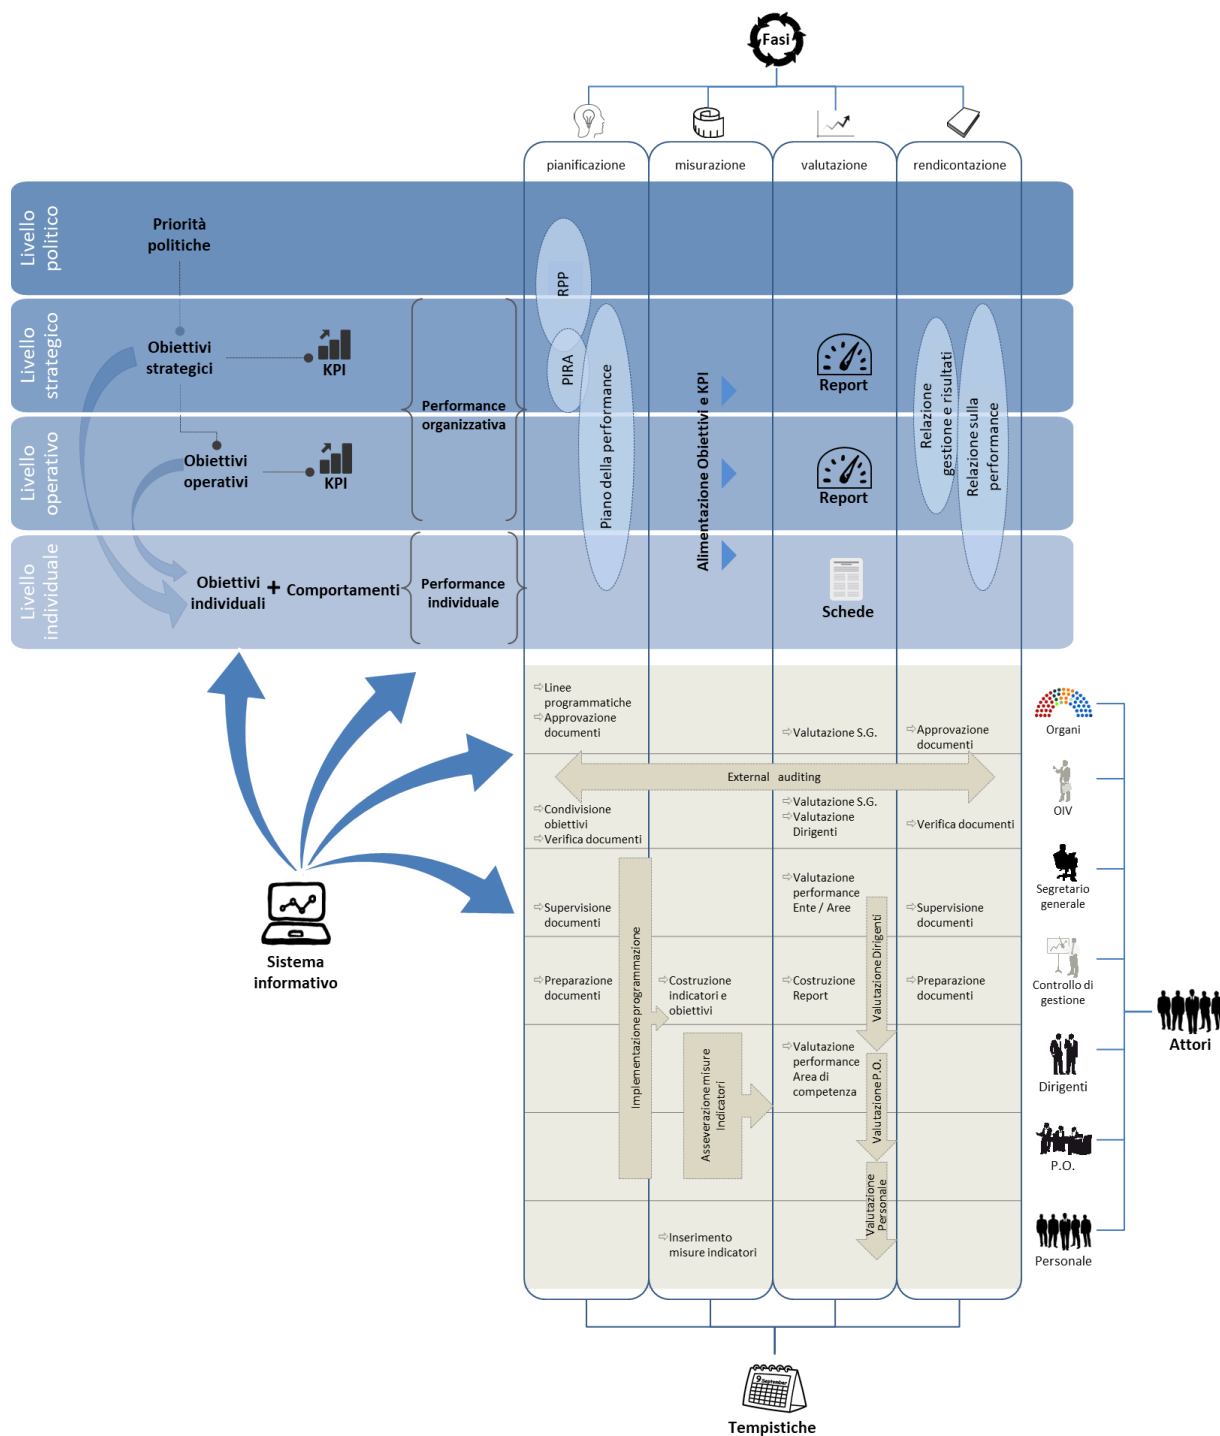 Fasi
pianificazione
misurazione
valutazione
rendicontazione
Livello
politico
Priorità
politiche
RPP
Livello
strategico
Obiettivi
strategici
KPI
PIRA
Report
Livello
operativo
Obiettivi
operativi
KPI
Performance
organizzativa
Piano della performance
Alimentazione Obiettivi e KPI
Report
Relazione
gestione e risultati
Relazione sulla
performance
Livello
individuale
Obiettivi
individuali
+
Comportamenti
Performance
individuale
Schede
⇨Linee
programmatiche
⇨Approvazione
documenti
⇨Valutazione S.G.
⇨Approvazione
documenti
Organi
External auditing
⇨Condivisione
obiettivi
⇨Verifica documenti
⇨Valutazione S.G.
⇨Valutazione
Dirigenti
⇨Verifica documenti
OIV
⇨Supervisione
documenti
⇨Valutazione
performance
Ente / Aree
⇨Supervisione
documenti
Segretario
generale
Implementazione programmazione
Valutazione Dirigenti
⇨Preparazione
documenti
⇨Costruzione
indicatori e
obiettivi
⇨Costruzione
Report
⇨Preparazione
documenti
Controllo di
gestione
Sistema
informativo
Attori
Asseverazione misure
Indicatori
⇨Valutazione
performance
Area di
competenza
Valutazione P.O.
Dirigenti
P.O.
Valutazione
Personale
⇨Inserimento
misure indicatori
Personale
9 September
Tempistiche